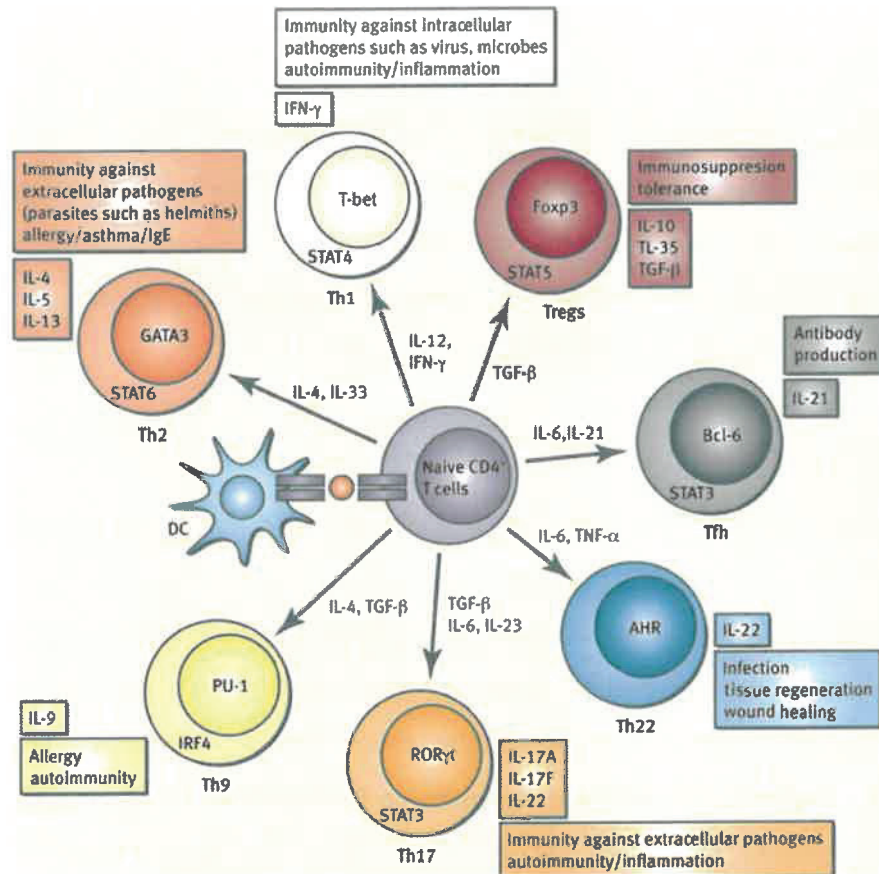 Immunity against intracellular
pathogens such as virus, microbes
autoimmunity/inflammation
IFN-γ
T-bet
STAT4
Th1
Immunity against
extracellular pathogens
(parasites such as helmiths)
allergy/asthma/IgE
IL-4
IL-5
IL-13
GATA3
STAT6
Th2
Immunosuppresion
tolerance
IL-10
TL-35
TGF-β
Foxp3
STAT5
Tregs
IL-12,
IFN-γ
TGF-β
IL-4, IL-33
Antibody
production
IL-21
Bcl-6
STAT3
Tfh
IL-6,IL-21
Naive CD4⁺
T cells
DC
IL-6, TNF-α
IL-4, TGF-β
TGF-β
IL-6, IL-23
AHR
Th22
IL-22
Infection
tissue regeneration
wound healing
PU-1
IRF4
Th9
IL-9
Allergy
autoimmunity
RORγt
STAT3
Th17
IL-17A
IL-17F
IL-22
Immunity against extracellular pathogens
autoimmunity/inflammation